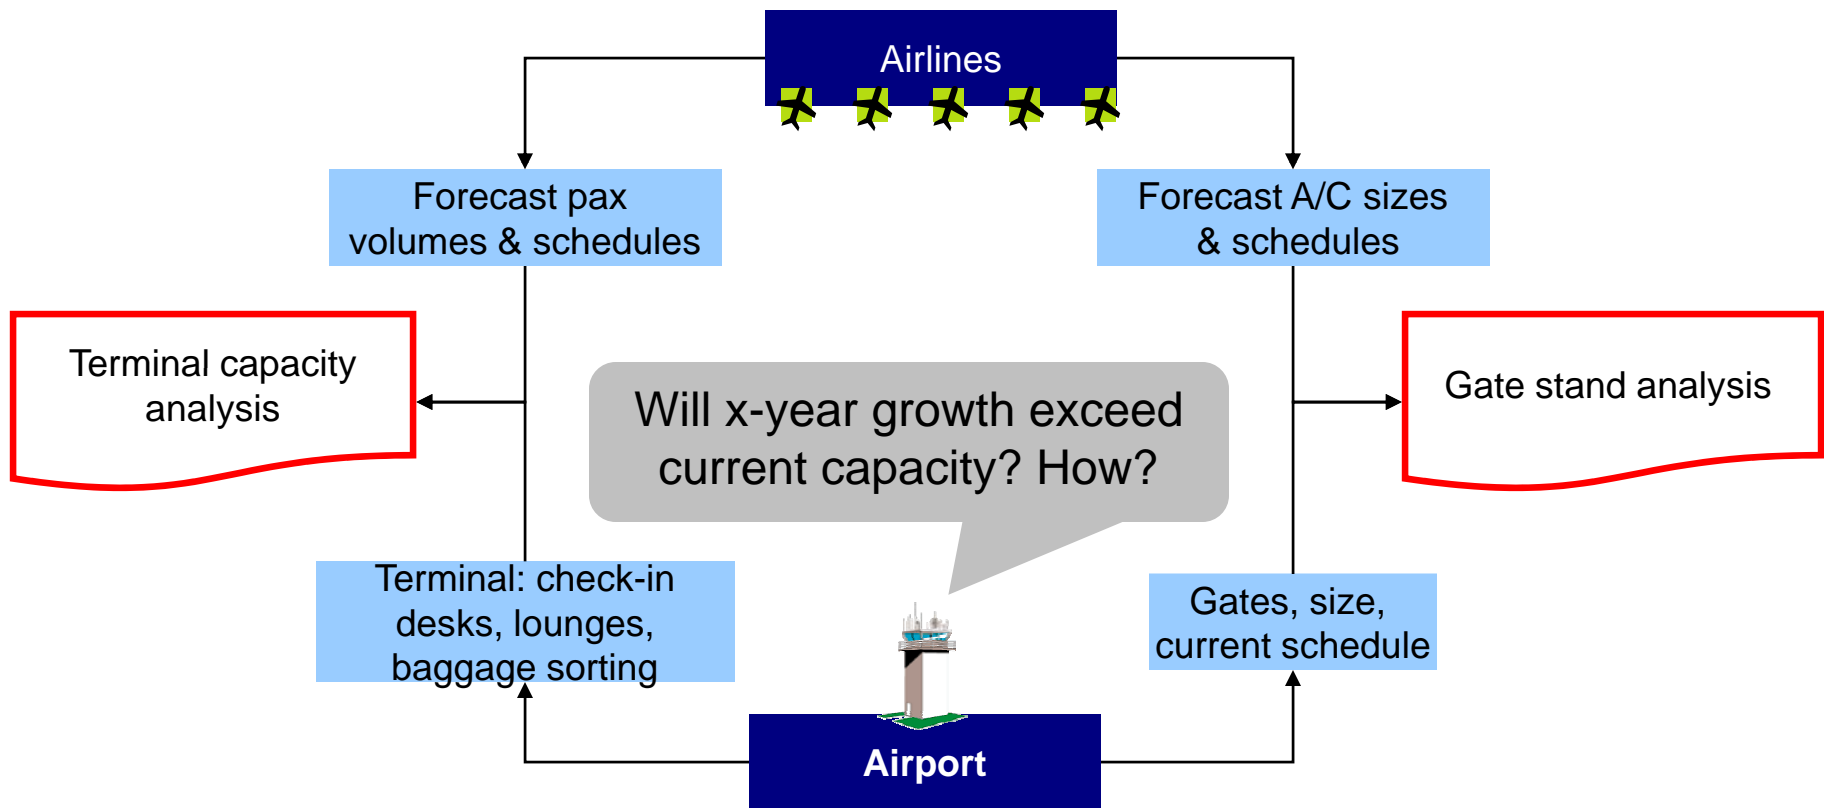 Airlines
Forecast pax
volumes & schedules
Forecast A/C sizes
& schedules
Terminal capacity
analysis
Will x-year growth exceed
current capacity? How?
Gate stand analysis
Terminal: check-in
desks, lounges,
baggage sorting
Gates, size,
current schedule
Airport